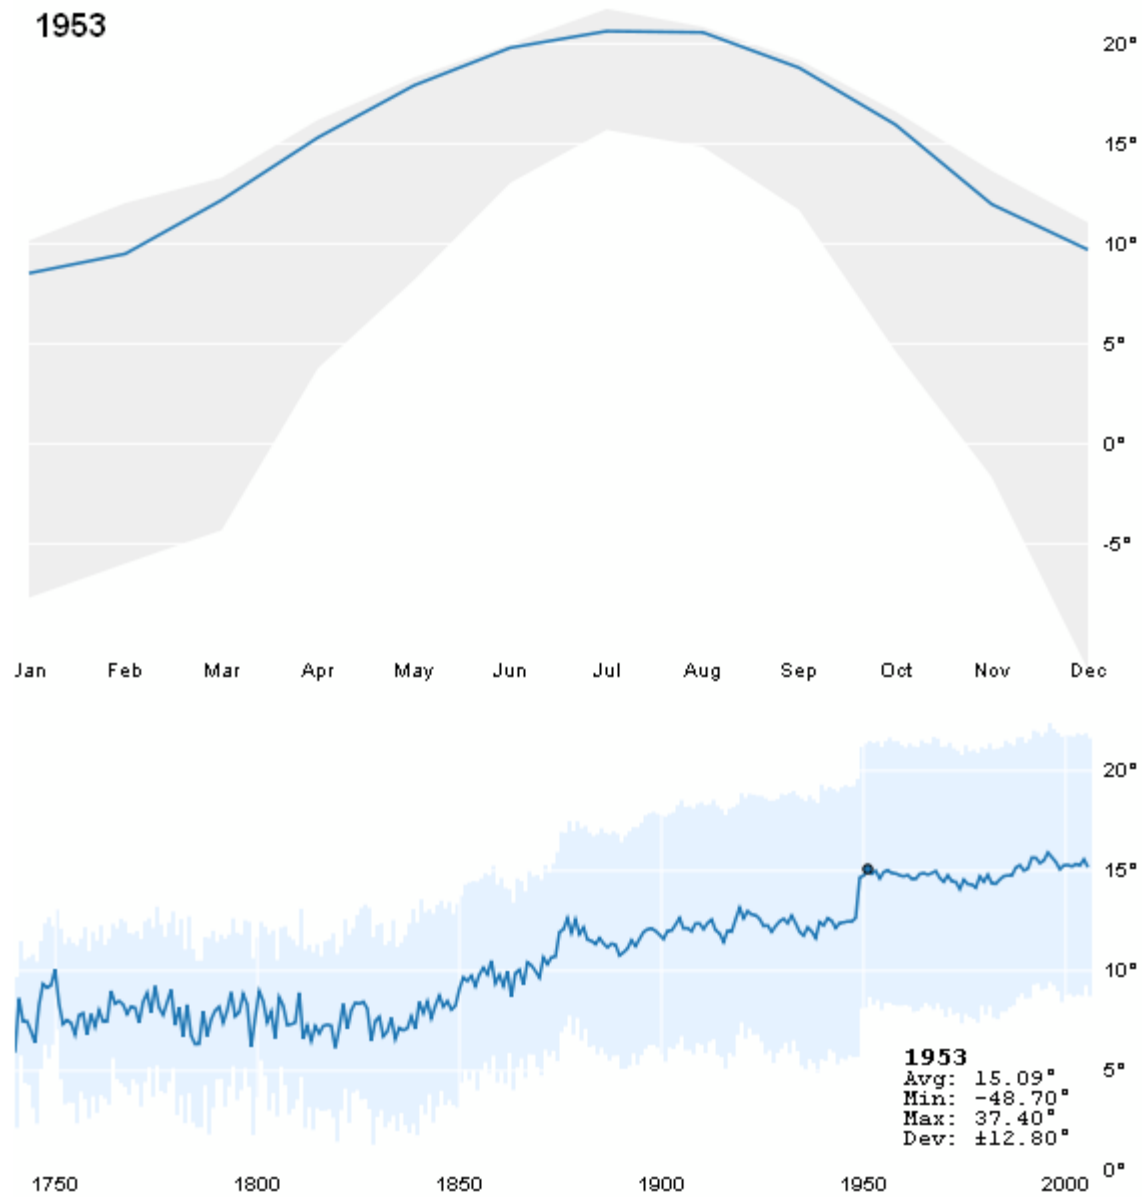 1953
20°
15°
10°
5°
0°
-5°
Jan Feb Mar Apr May Jun Jul Aug Sep Oct Nov Dec
20°
15°
10°
5°
1953
Avg: 15.09°
Min: -48.70°
Max: 37.40°
Dev: ±12.80°
0°
1750 1800 1850 1900 1950 2000